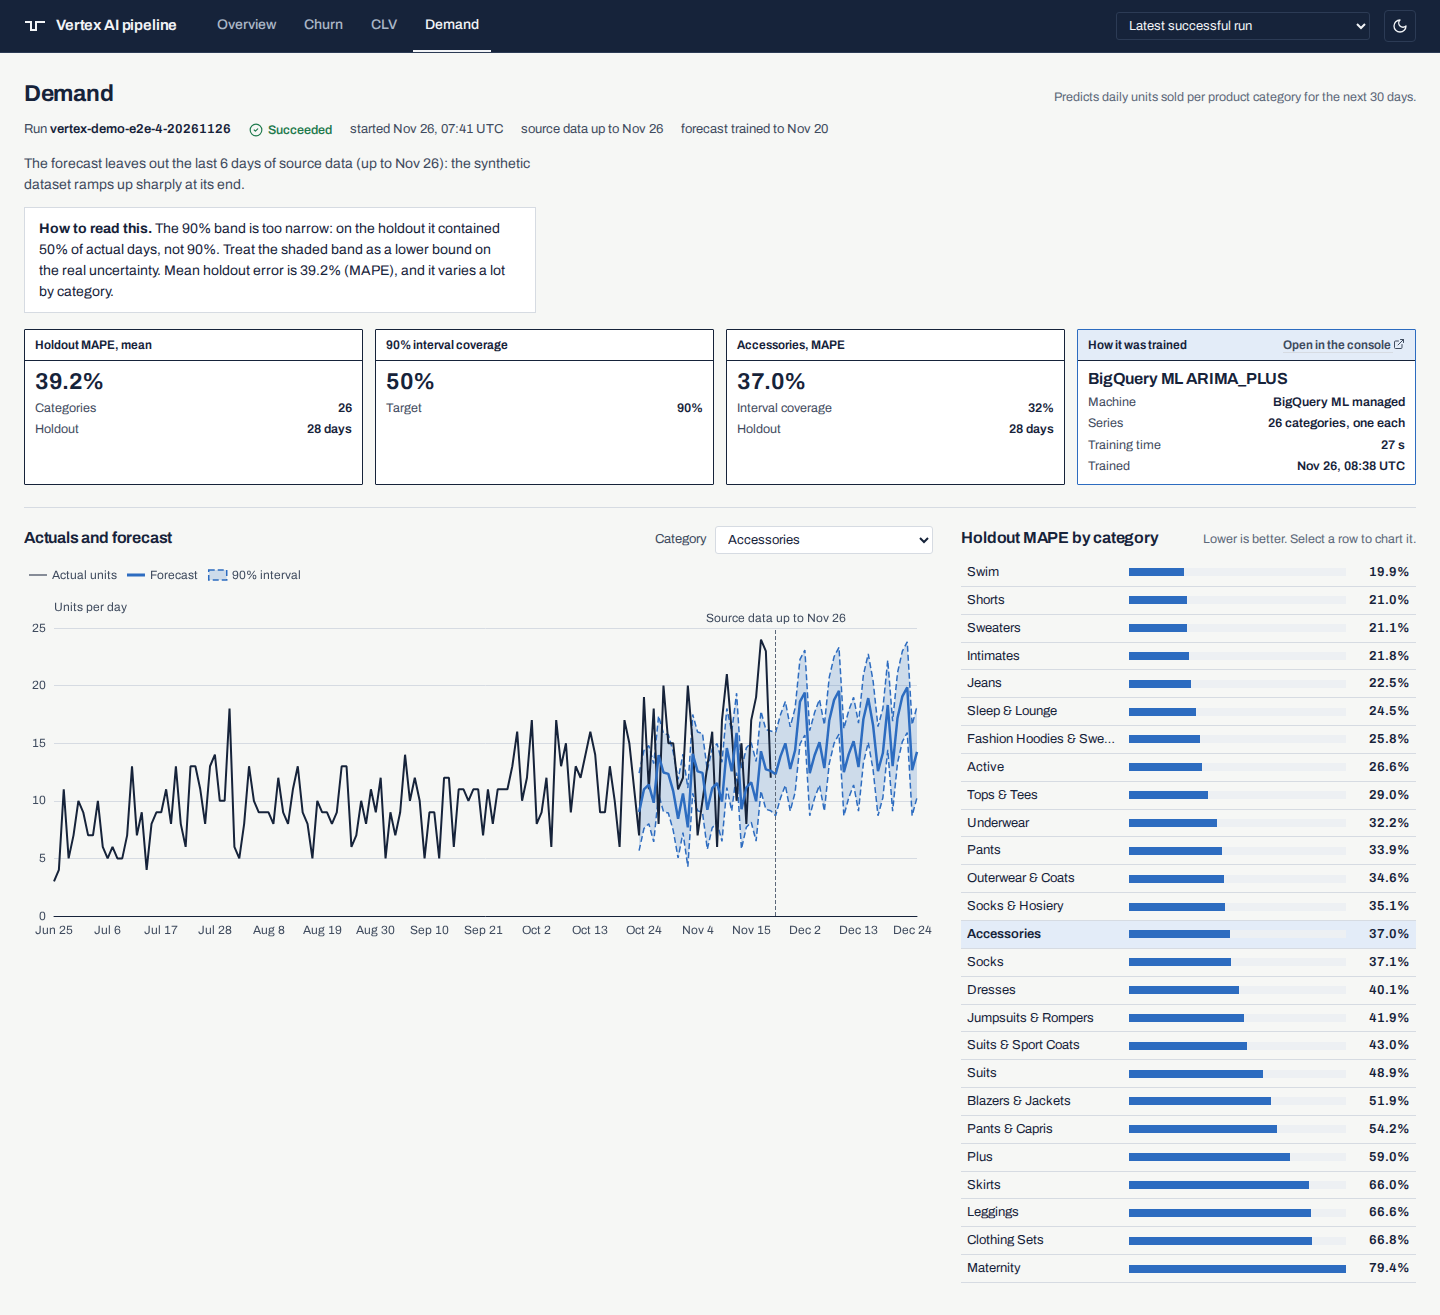 Vertex AI pipeline
Overview
Churn
CLV
Demand
Latest successful run
Demand
Predicts daily units sold per product category for the next 30 days.
Run vertex-demo-e2e-4-20261126
Succeeded
started Nov 26, 07:41 UTC
source data up to Nov 26
forecast trained to Nov 20
The forecast leaves out the last 6 days of source data (up to Nov 26): the synthetic
dataset ramps up sharply at its end.
How to read this. The 90% band is too narrow: on the holdout it contained
50% of actual days, not 90%. Treat the shaded band as a lower bound on
the real uncertainty. Mean holdout error is 39.2% (MAPE), and it varies a lot
by category.
Holdout MAPE, mean
39.2%
Categories 26
Holdout 28 days
90% interval coverage
50%
Target 90%
Accessories, MAPE
37.0%
Interval coverage 32%
Holdout 28 days
How it was trained
Open in the console
BigQuery ML ARIMA_PLUS
Machine BigQuery ML managed
Series 26 categories, one each
Training time 27 s
Trained Nov 26, 08:38 UTC
Actuals and forecast
Category
Accessories
Actual units
Forecast
90% interval
Units per day
Source data up to Nov 26
25
20
15
10
5
0
Jun 25 Jul 6 Jul 17 Jul 28 Aug 8 Aug 19 Aug 30 Sep 10 Sep 21 Oct 2 Oct 13 Oct 24 Nov 4 Nov 15 Dec 2 Dec 13 Dec 24
Holdout MAPE by category
Lower is better. Select a row to chart it.
Swim 19.9%
Shorts 21.0%
Sweaters 21.1%
Intimates 21.8%
Jeans 22.5%
Sleep & Lounge 24.5%
Fashion Hoodies & Swe... 25.8%
Active 26.6%
Tops & Tees 29.0%
Underwear 32.2%
Pants 33.9%
Outerwear & Coats 34.6%
Socks & Hosiery 35.1%
Accessories 37.0%
Socks 37.1%
Dresses 40.1%
Jumpsuits & Rompers 41.9%
Suits & Sport Coats 43.0%
Suits 48.9%
Blazers & Jackets 51.9%
Pants & Capris 54.2%
Plus 59.0%
Skirts 66.0%
Leggings 66.6%
Clothing Sets 66.8%
Maternity 79.4%